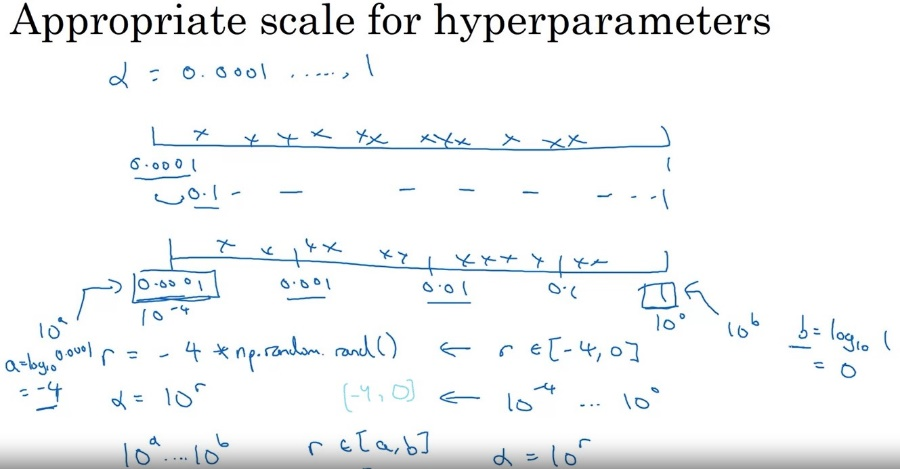 Appropriate scale for hyperparameters
α = 0.0001 ....., 1
0.0001 1
0.1 - - - - - - ...1
0.0001 0.001 0.01 0.1 1
10^-4 10^0
10^a 10^b b = log10 1
= 0
a = log10 0.0001
= -4
r = -4 * np.random.rand() ← r ∈ [-4, 0]
α = 10^r [-4, 0] ← 10^-4 ... 10^0
10^a ... 10^b r ∈ [a, b] α = 10^r